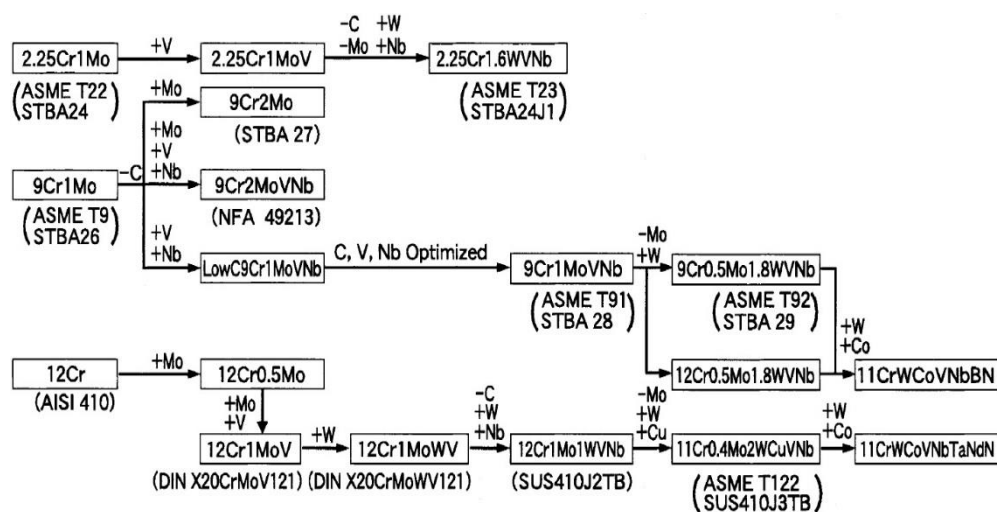 -C +W
+V -Mo +Nb
2.25Cr1Mo 2.25Cr1MoV 2.25Cr1.6WVNb
(ASME T22 STBA24) +Mo 9Cr2Mo (ASME T23 STBA24J1)
+Mo (STBA 27)
+V
9Cr1Mo -C +Nb 9Cr2MoVNb
(ASME T9 STBA26) (NFA 49213)
+V
+Nb LowC9Cr1MoVNb C, V, Nb Optimized 9Cr1MoVNb -Mo +W 9Cr0.5Mo1.8WVNb
(ASME T91 STBA 28) (ASME T92 STBA 29)
+W
+Co
12Cr +Mo 12Cr0.5Mo 12Cr0.5Mo1.8WVNb 11CrWCoVNbBN
(AISI 410) +Mo +V -C +W +Nb -Mo +W +Cu +W +Co
12Cr1MoV +W 12Cr1MoWV 12Cr1Mo1WVNb 11Cr0.4Mo2WCuVNb 11CrWCoVNbTaNdN
(DIN X20CrMoV121) (DIN X20CrMoWV121) (SUS410J2TB) (ASME T122 SUS410J3TB)